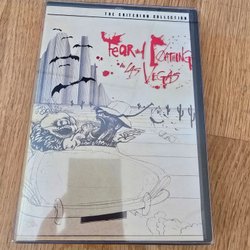 THE CRITERION COLLECTION
Fear and Loathing
in Las Vegas